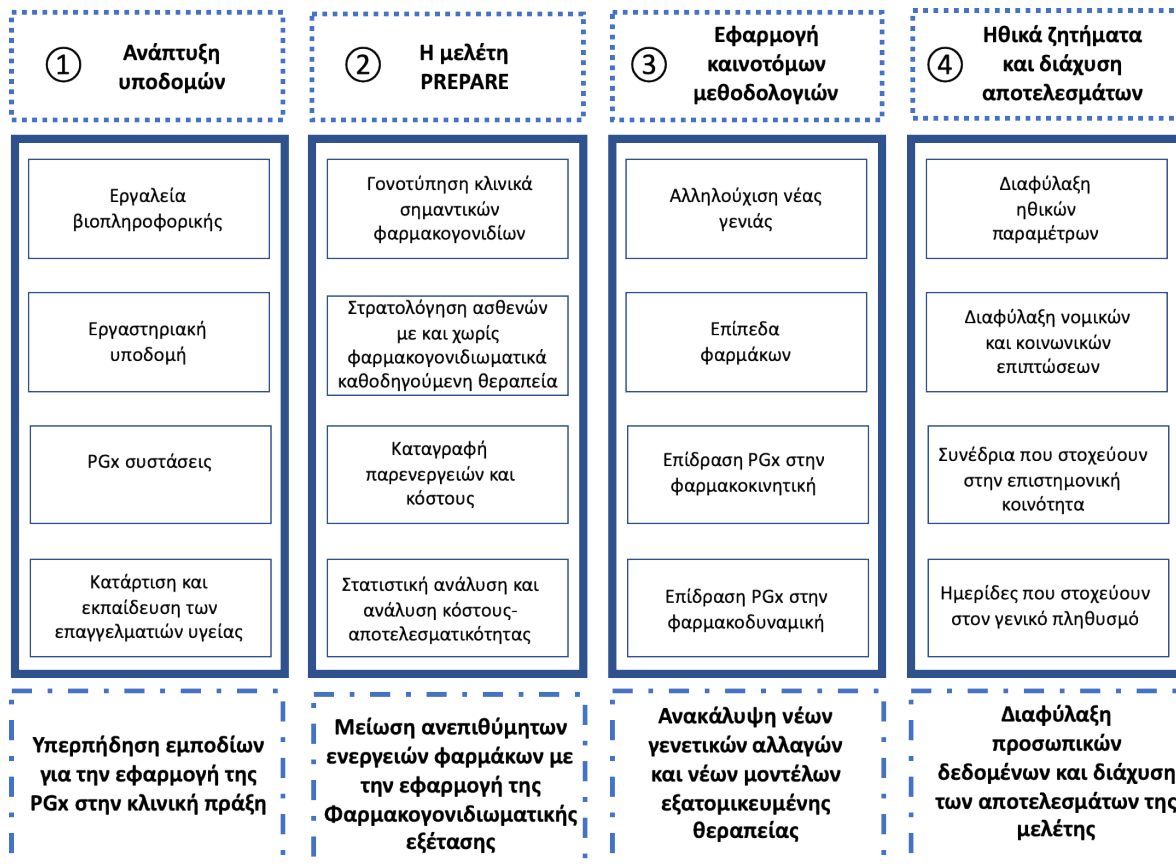 ①
Ανάπτυξη
υποδομών
Εργαλεία
βιοπληροφορικής
Εργαστηριακή
υποδομή
PGx συστάσεις
Κατάρτιση και
εκπαίδευση των
επαγγελματιών υγείας
Υπερπήδηση εμποδίων
για την εφαρμογή της
PGx στην κλινική πράξη
②
Η μελέτη
PREPARE
Γονοτύπηση κλινικά
σημαντικών
φαρμακογονιδίων
Στρατολόγηση ασθενών
με και χωρίς
φαρμακογονιδιωματικά
καθοδηγούμενη θεραπεία
Καταγραφή
παρενεργειών και
κόστους
Στατιστική ανάλυση και
ανάλυση κόστους-
αποτελεσματικότητας
Μείωση ανεπιθύμητων
ενεργειών φαρμάκων με
την εφαρμογή της
Φαρμακογονιδιωματικής
εξέτασης
③
Εφαρμογή
καινοτόμων
μεθοδολογιών
Αλληλούχιση νέας
γενιάς
Επίπεδα
φαρμάκων
Επίδραση PGx στην
φαρμακοκινητική
Επίδραση PGx στην
φαρμακοδυναμική
Ανακάλυψη νέων
γενετικών αλλαγών
και νέων μοντέλων
εξατομικευμένης
θεραπείας
④
Ηθικά ζητήματα
και διάχυση
αποτελεσμάτων
Διαφύλαξη
ηθικών
παραμέτρων
Διαφύλαξη νομικών
και κοινωνικών
επιπτώσεων
Συνέδρια που στοχεύουν
στην επιστημονική
κοινότητα
Ημερίδες που στοχεύουν
στον γενικό πληθυσμό
Διαφύλαξη
προσωπικών
δεδομένων και διάχυση
των αποτελεσμάτων της
μελέτης